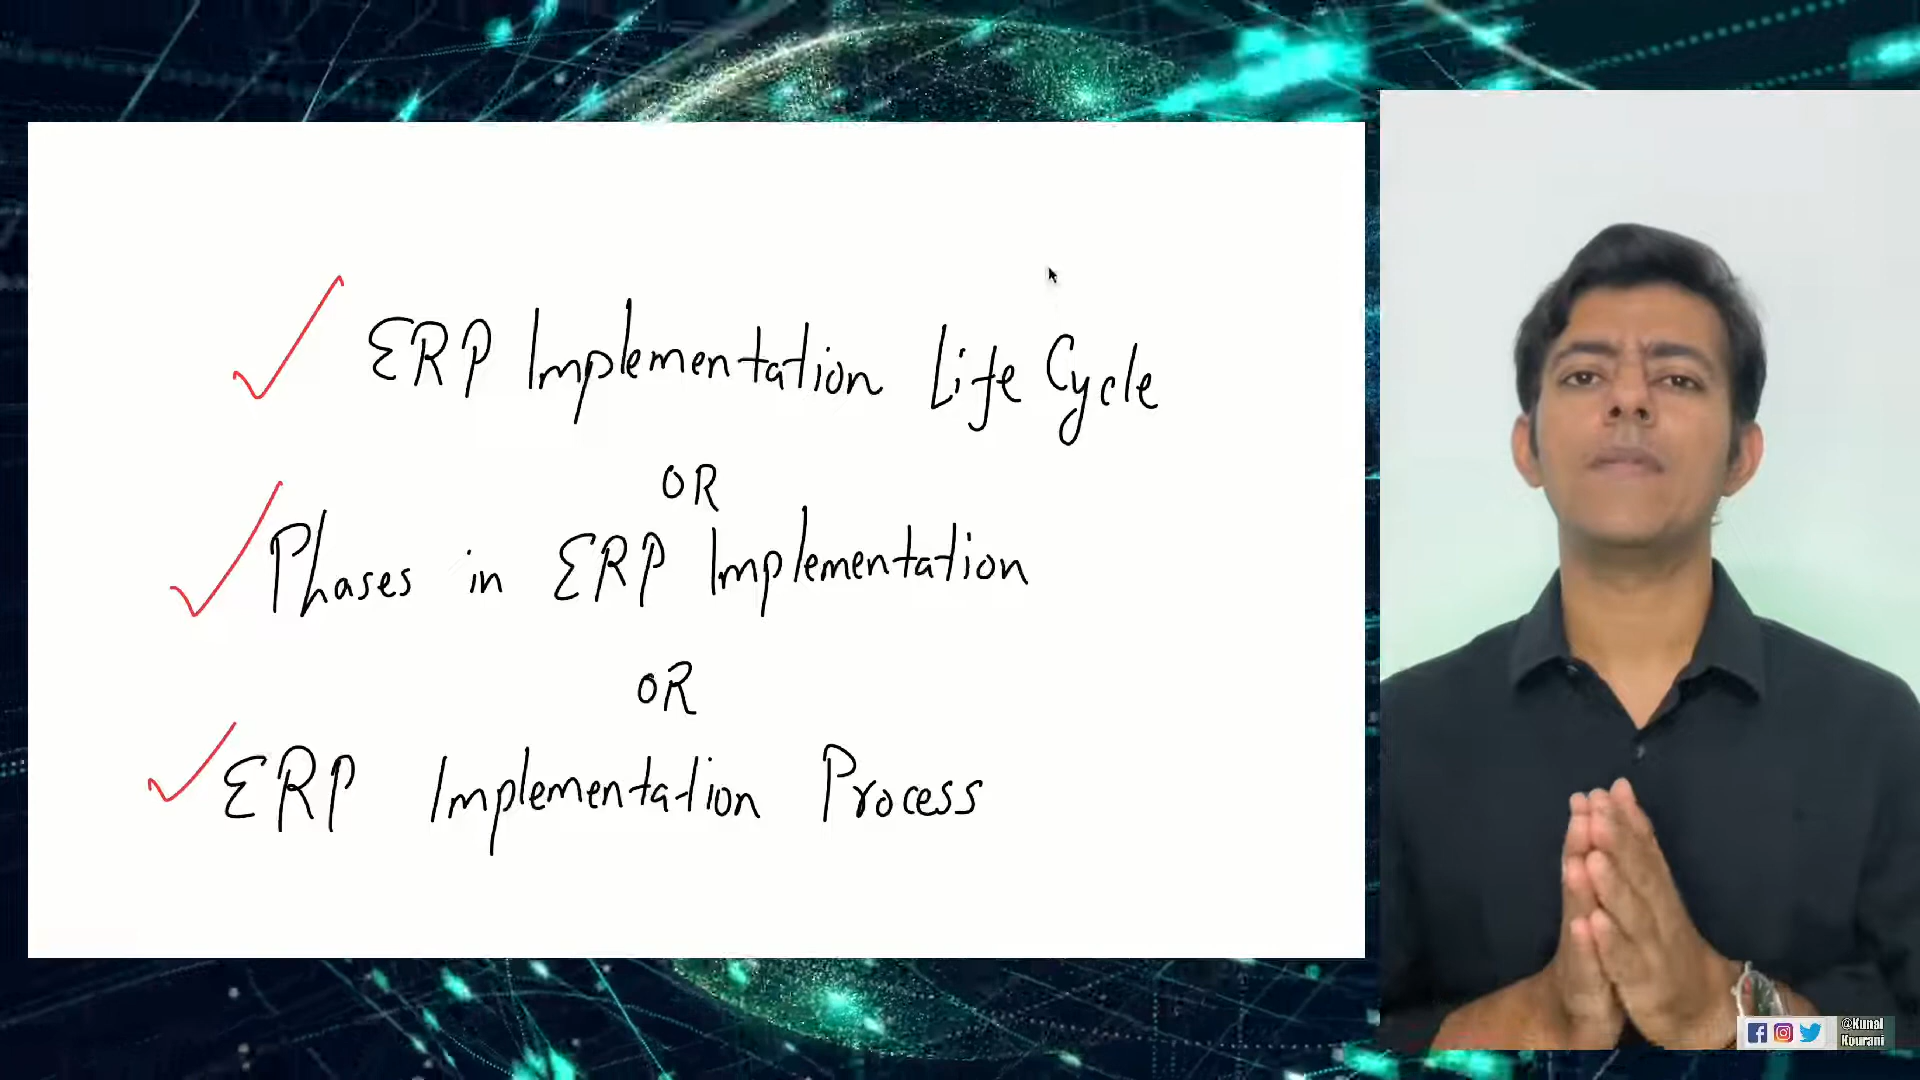 ERP Implementation Life Cycle
OR
Phases in ERP Implementation
OR
ERP Implementation Process
@Kunal
Kourani